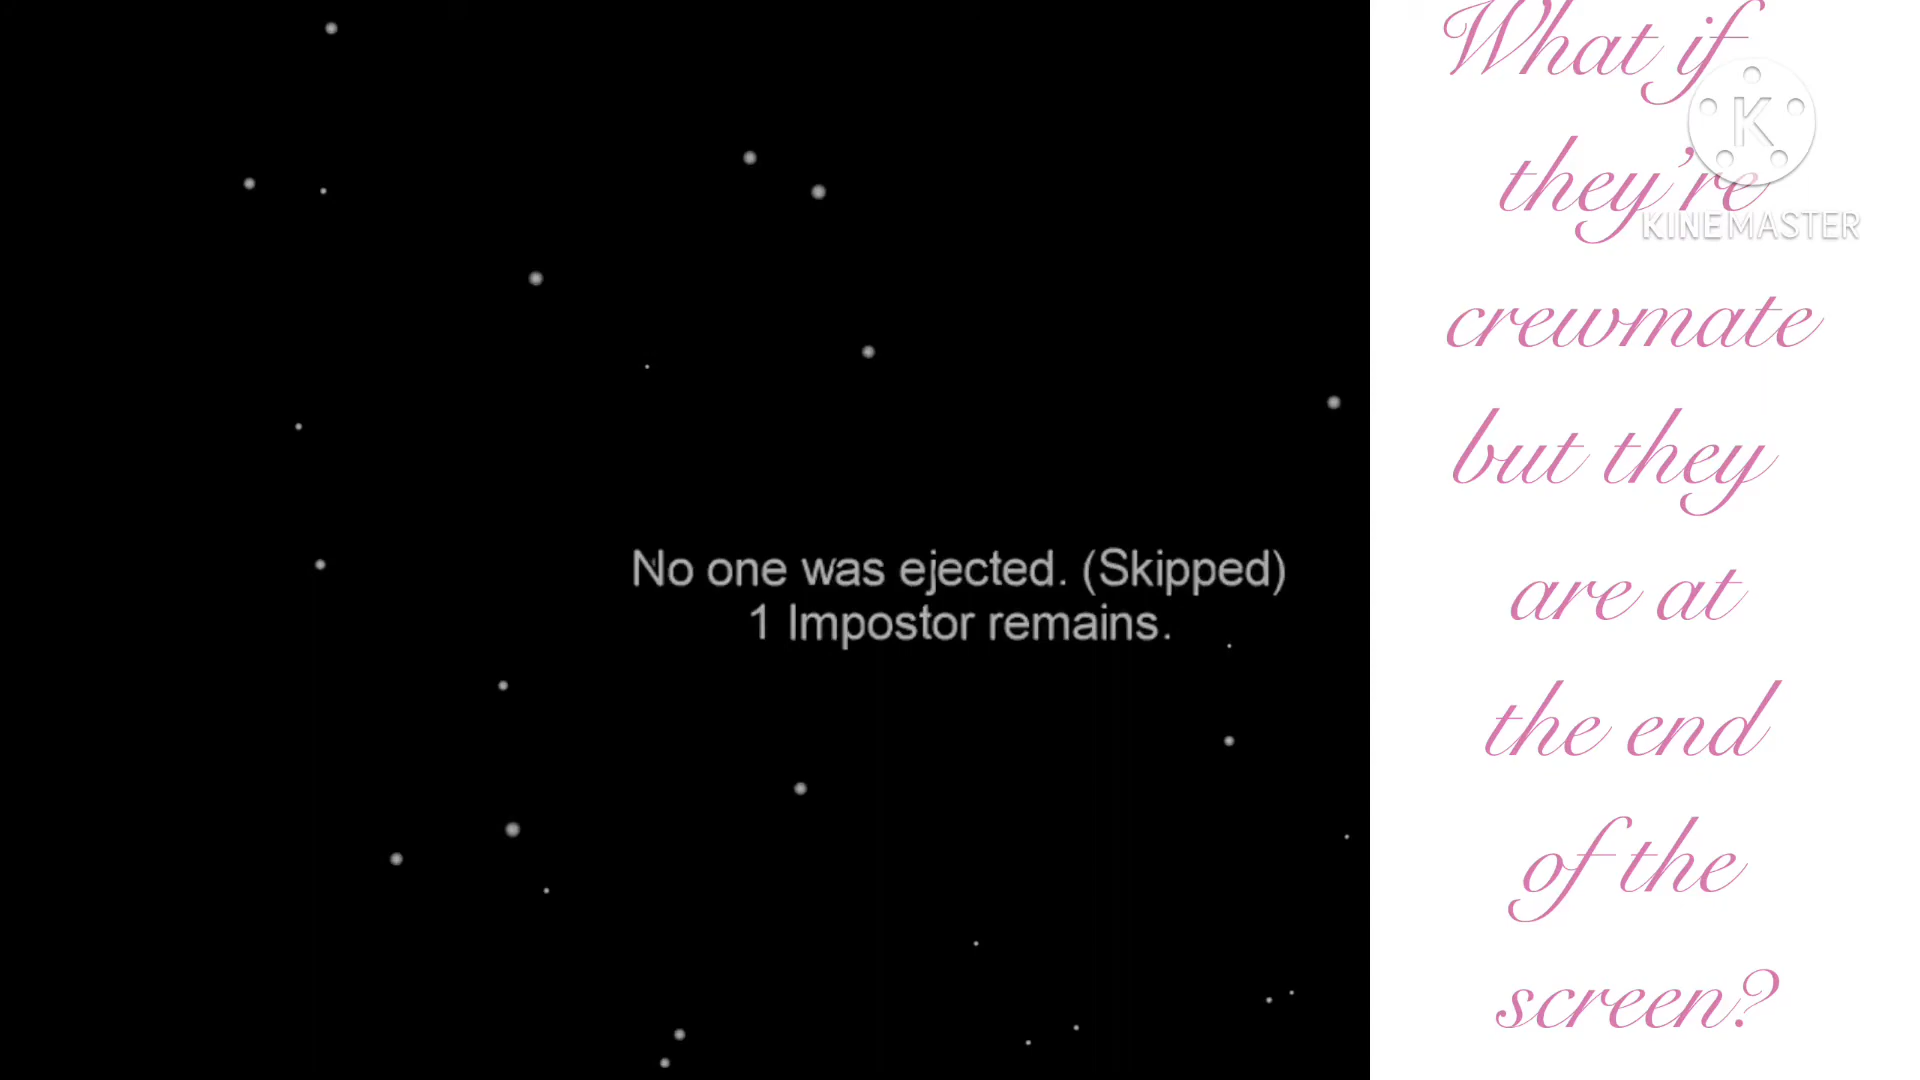 No one was ejected. (Skipped)
1 Impostor remains.
What if
they're
crewmate
but they
are at
the end
of the
screen?
K
KINEMASTER